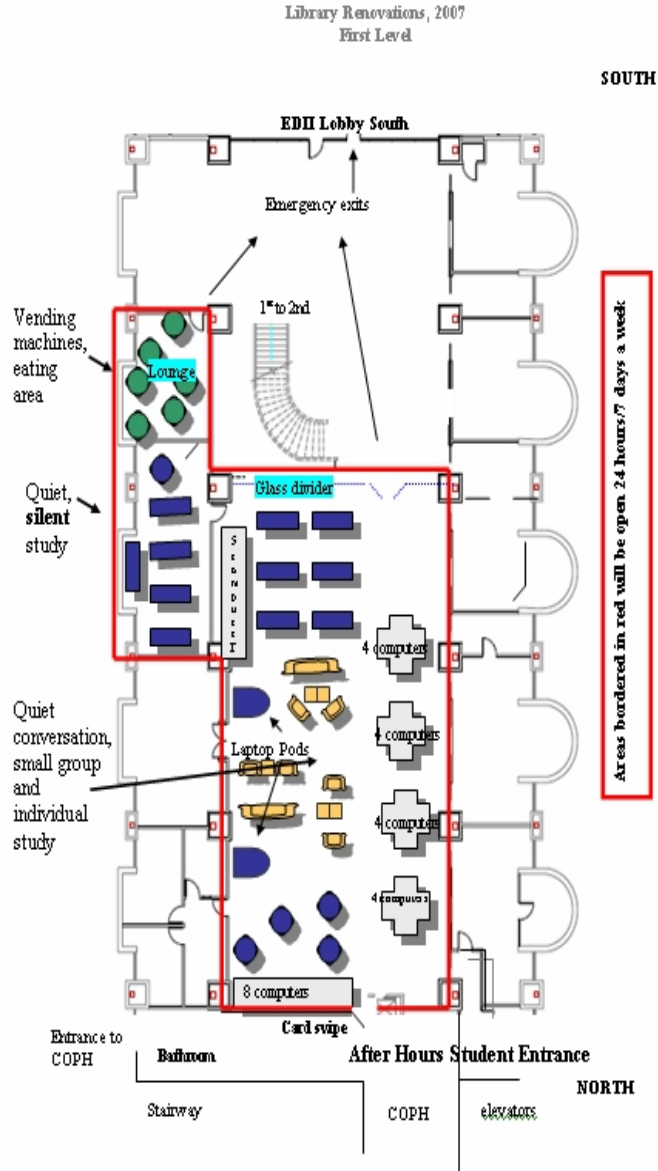 Library Renovations, 2007
First Level
SOUTH
EDII Lobby South
Emergency exits
1st to 2nd
Vending
machines,
eating
area
Lounge
Quiet,
silent
study
Glass divider
Areas bordered in red will be open 24 hours/7 days a week
4 computers
4 computers
4 computers
4 computers
Quiet
conversation,
small group
and
individual
study
Laptop Pods
8 computers
Card swipe
Entrance to
COPH
Bathroom
After Hours Student Entrance
NORTH
Stairway
COPH
elevators